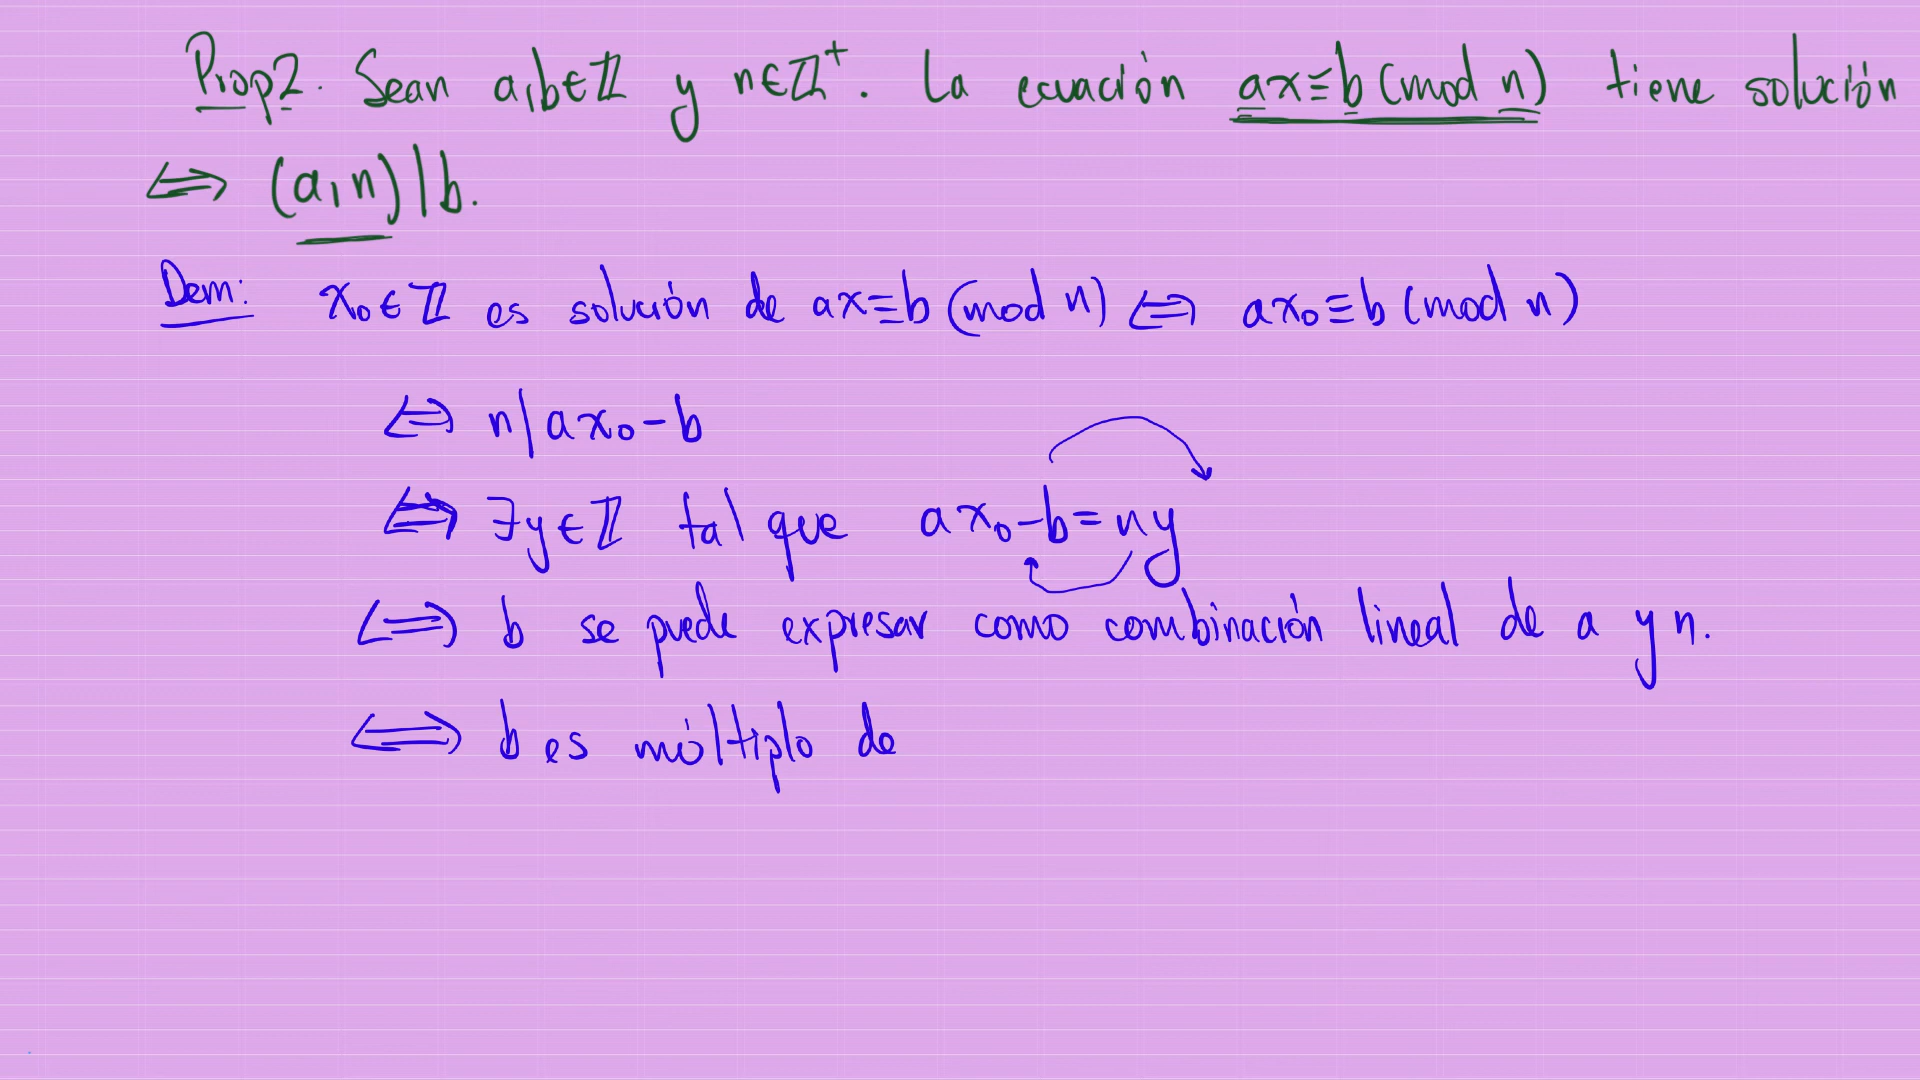 Prop2. Sean a,b∈ℤ y n∈ℤ⁺. La ecuación ax≡b (mod n) tiene solución
⟺ (a,n)|b.
Dem: x₀∈ℤ es solución de ax≡b (mod n) ⟺ ax₀≡b (mod n)
⟺ n|ax₀-b
⟺ ∃y∈ℤ tal que ax₀-b=ny
⟺ b se puede expresar como combinación lineal de a y n.
⟺ b es múltiplo de